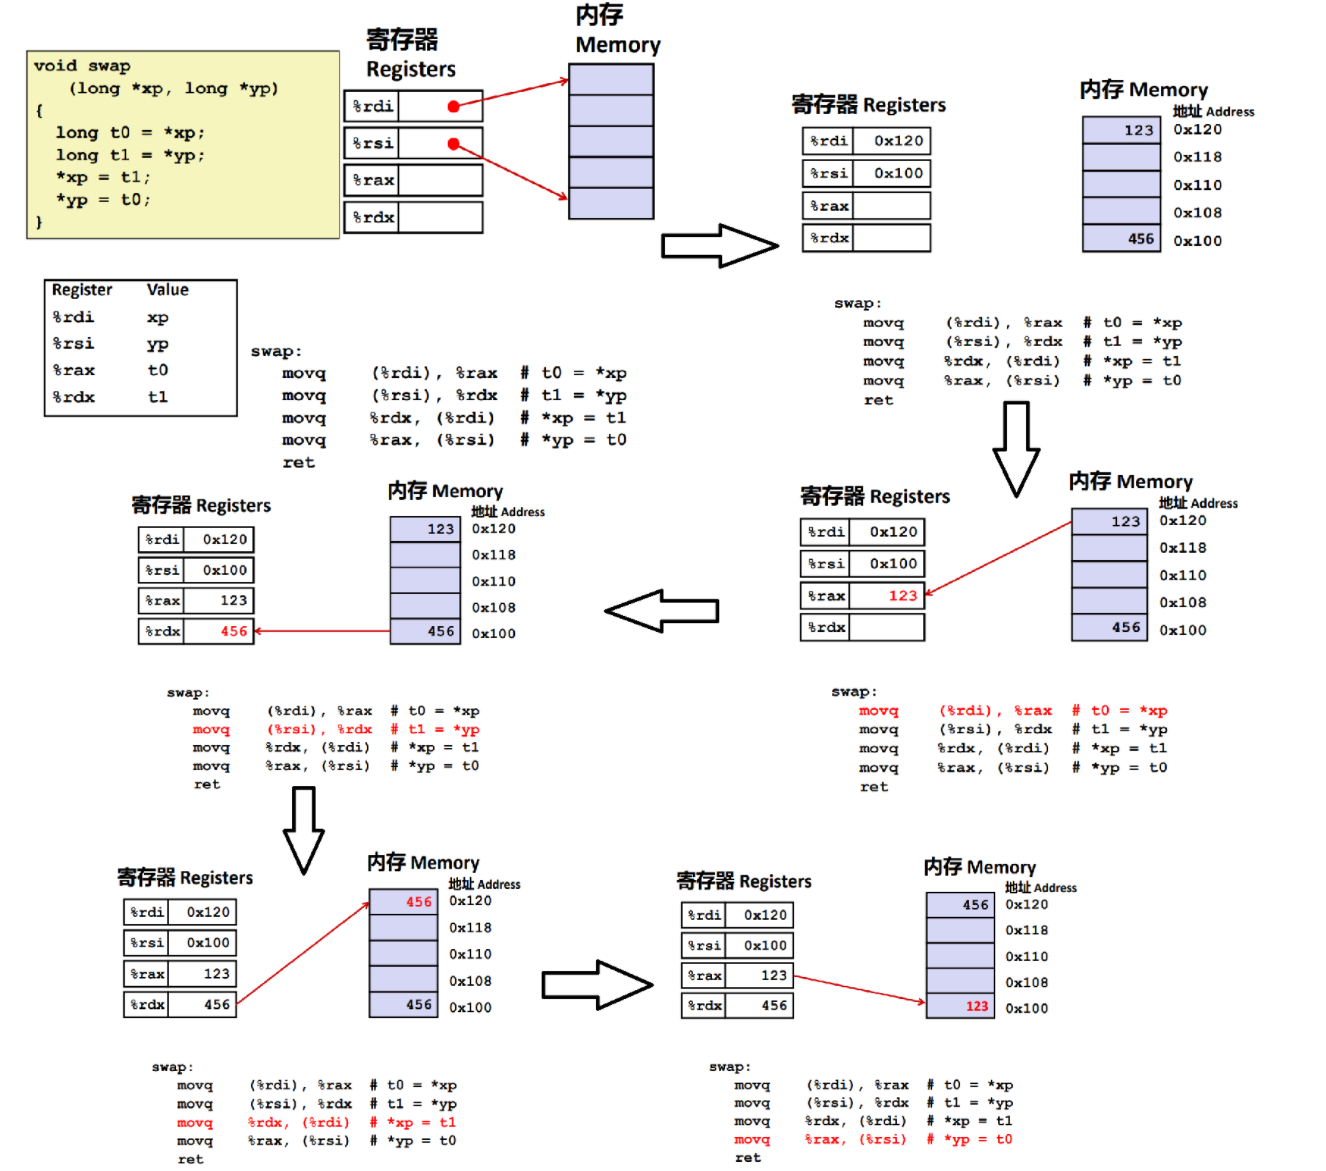 void swap
(long *xp, long *yp)
{
long t0 = *xp;
long t1 = *yp;
*xp = t1;
*yp = t0;
}
寄存器
Registers
%rdi
%rsi
%rax
%rdx
内存
Memory
Register Value
%rdi xp
%rsi yp
%rax t0
%rdx t1
swap:
movq (%rdi), %rax # t0 = *xp
movq (%rsi), %rdx # t1 = *yp
movq %rdx, (%rdi) # *xp = t1
movq %rax, (%rsi) # *yp = t0
ret
寄存器 Registers
%rdi 0x120
%rsi 0x100
%rax
%rdx
内存 Memory
地址 Address
123 0x120
0x118
0x110
0x108
456 0x100
swap:
movq (%rdi), %rax # t0 = *xp
movq (%rsi), %rdx # t1 = *yp
movq %rdx, (%rdi) # *xp = t1
movq %rax, (%rsi) # *yp = t0
ret
寄存器 Registers
%rdi 0x120
%rsi 0x100
%rax 123
%rdx
内存 Memory
地址 Address
123 0x120
0x118
0x110
0x108
456 0x100
swap:
movq (%rdi), %rax # t0 = *xp
movq (%rsi), %rdx # t1 = *yp
movq %rdx, (%rdi) # *xp = t1
movq %rax, (%rsi) # *yp = t0
ret
寄存器 Registers
%rdi 0x120
%rsi 0x100
%rax 123
%rdx 456
内存 Memory
地址 Address
123 0x120
0x118
0x110
0x108
456 0x100
swap:
movq (%rdi), %rax # t0 = *xp
movq (%rsi), %rdx # t1 = *yp
movq %rdx, (%rdi) # *xp = t1
movq %rax, (%rsi) # *yp = t0
ret
寄存器 Registers
%rdi 0x120
%rsi 0x100
%rax 123
%rdx 456
内存 Memory
地址 Address
456 0x120
0x118
0x110
0x108
456 0x100
swap:
movq (%rdi), %rax # t0 = *xp
movq (%rsi), %rdx # t1 = *yp
movq %rdx, (%rdi) # *xp = t1
movq %rax, (%rsi) # *yp = t0
ret
寄存器 Registers
%rdi 0x120
%rsi 0x100
%rax 123
%rdx 456
内存 Memory
地址 Address
456 0x120
0x118
0x110
0x108
123 0x100
swap:
movq (%rdi), %rax # t0 = *xp
movq (%rsi), %rdx # t1 = *yp
movq %rdx, (%rdi) # *xp = t1
movq %rax, (%rsi) # *yp = t0
ret